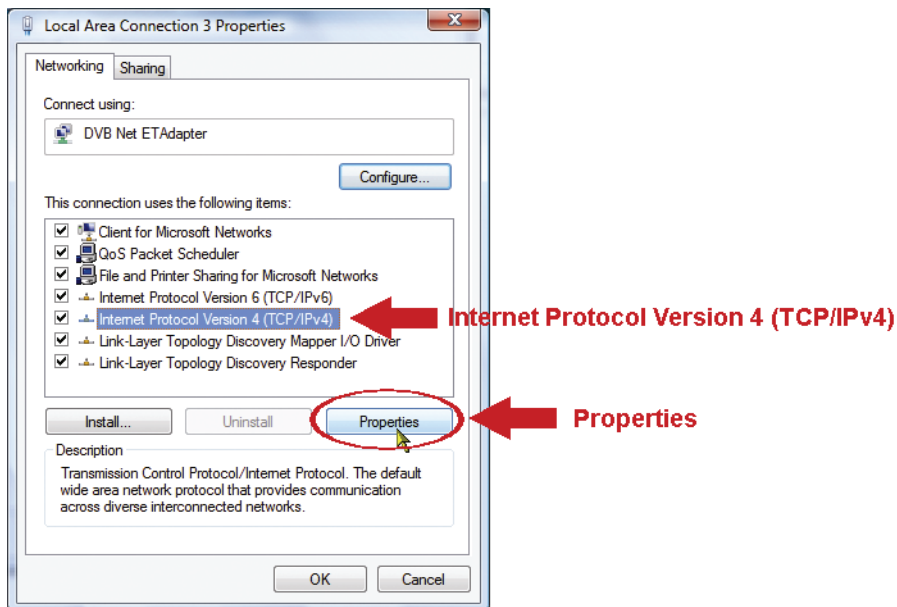 Local Area Connection 3 Properties
Networking
Sharing
Connect using:
DVB Net ETAdapter
Configure...
This connection uses the following items:
Client for Microsoft Networks
QoS Packet Scheduler
File and Printer Sharing for Microsoft Networks
Internet Protocol Version 6 (TCP/IPv6)
Internet Protocol Version 4 (TCP/IPv4)
Internet Protocol Version 4 (TCP/IPv4)
Link-Layer Topology Discovery Mapper I/O Driver
Link-Layer Topology Discovery Responder
Install...
Uninstall
Properties
Properties
Description
Transmission Control Protocol/Internet Protocol. The default
wide area network protocol that provides communication
across diverse interconnected networks.
OK
Cancel